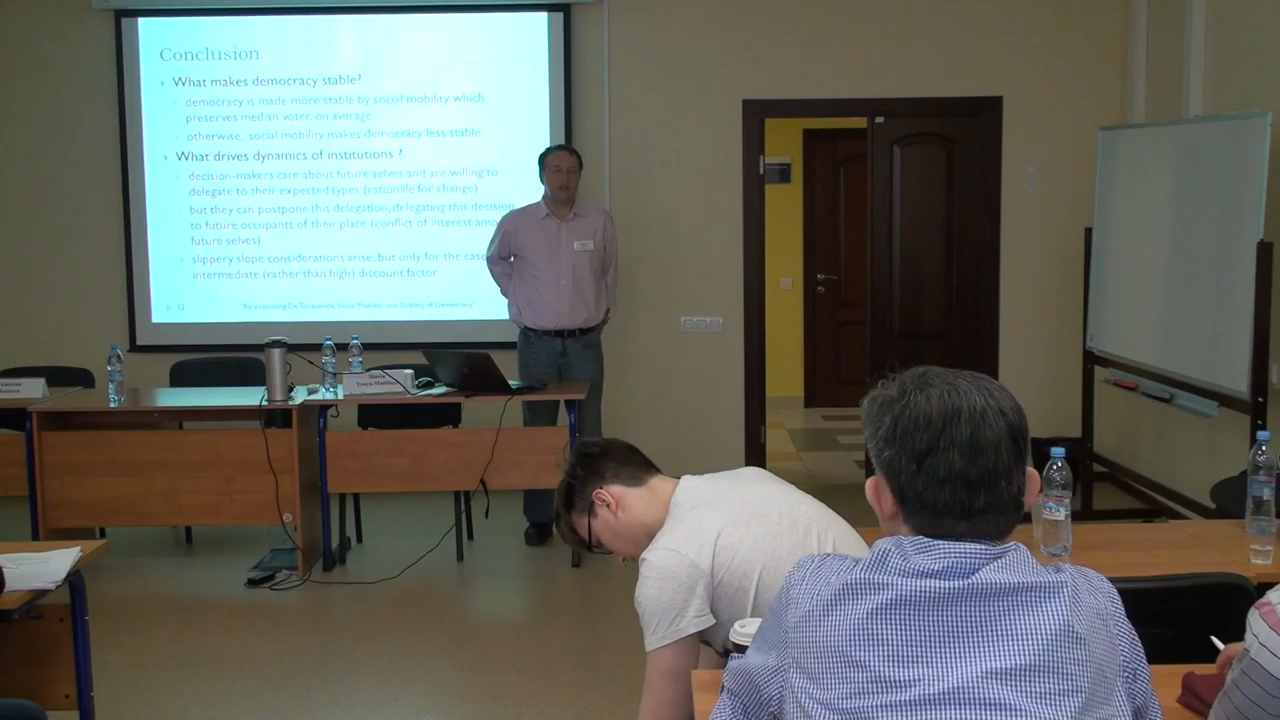 Conclusion
What makes democracy stable?
democracy is made more stable by social mobility which
preserves median voter, on average
otherwise, social mobility makes democracy less stable
What drives dynamics of institutions ?
decision-makers care about future selves and are willing to
delegate to their expected types (rationale for change)
but they can postpone this delegation, delegating this decision
to future occupants of their place (conflict of interest
future selves)
slippery slope considerations arise, but only for the case
intermediate (rather than high) discount factor
"Re-evaluating De Tocqueville: Social Mobility and Stability of Democracy"
Maria